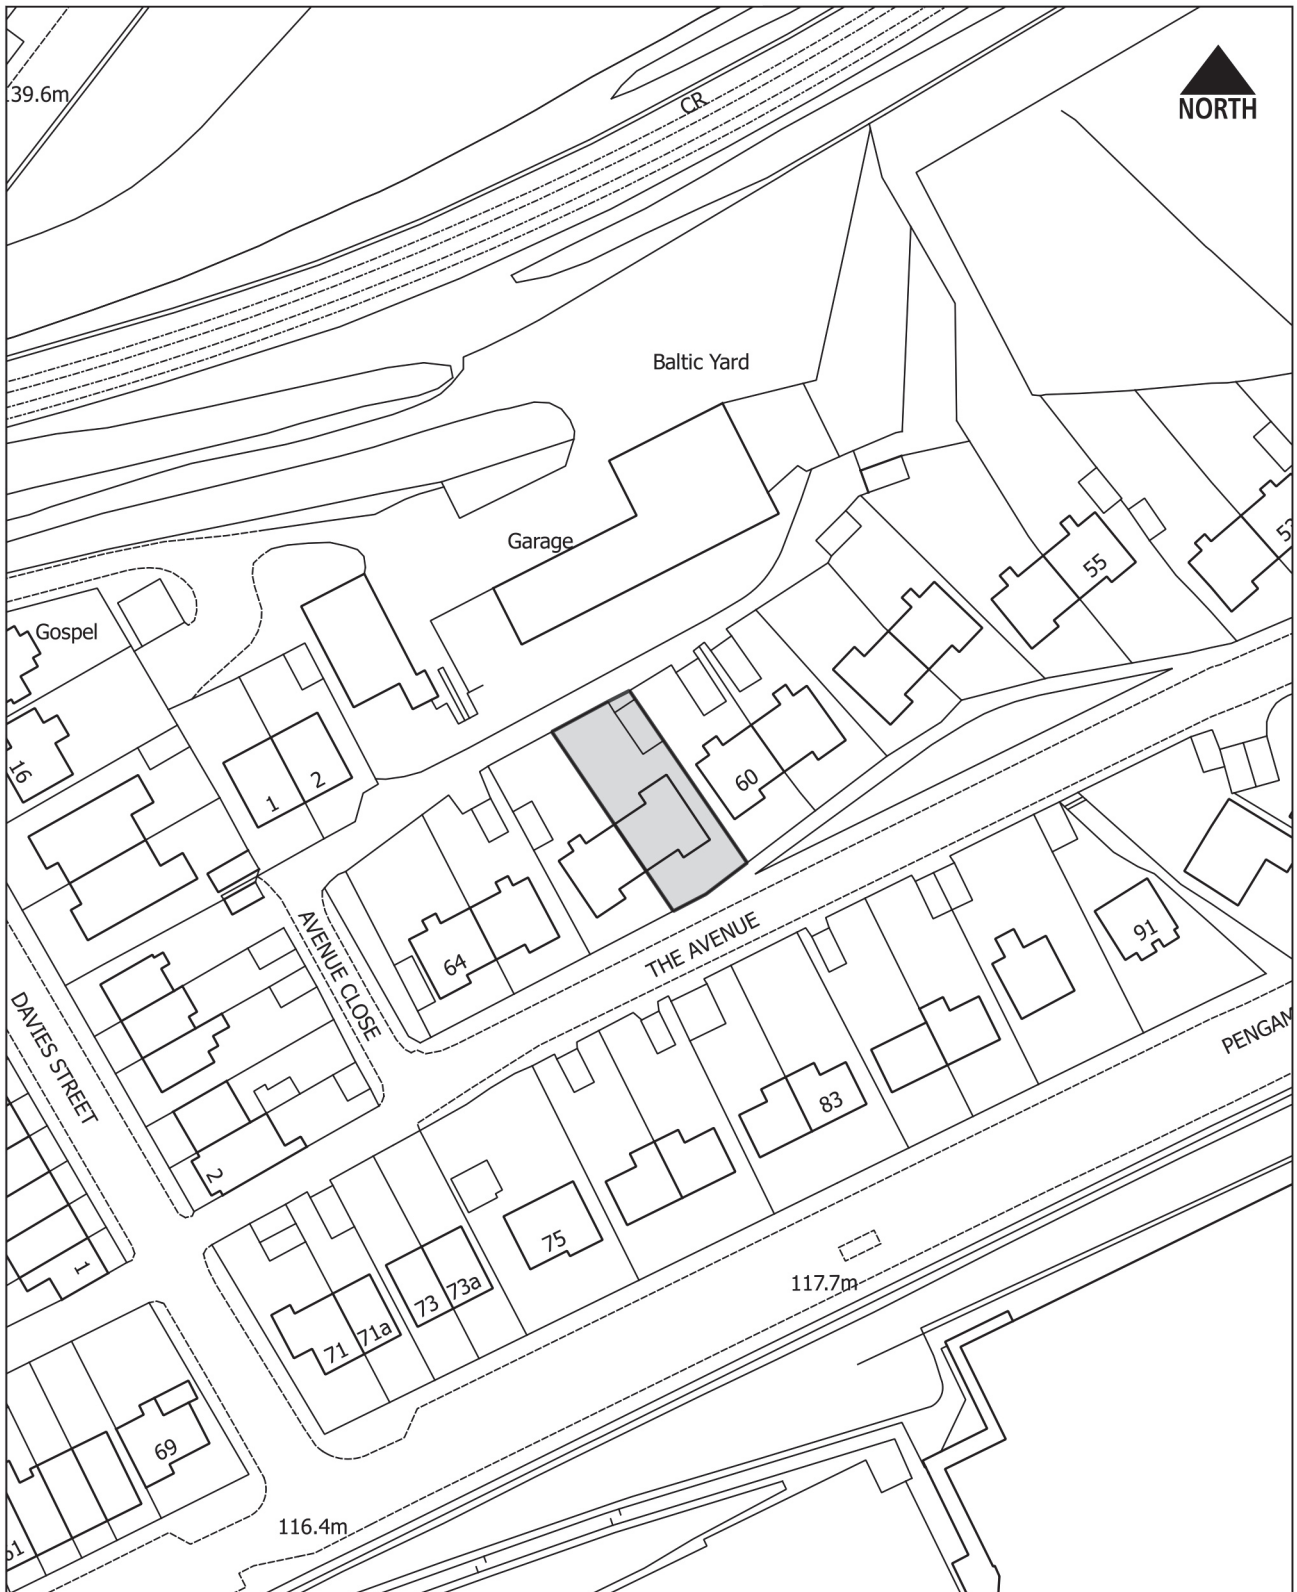 39.6m
CR
NORTH
Baltic Yard
Garage
55
Gospel
16
1
2
60
64
AVENUE CLOSE
THE AVENUE
91
DAVIES STREET
PENGAM
2
83
75
1
73
73a
71
71a
117.7m
69
116.4m